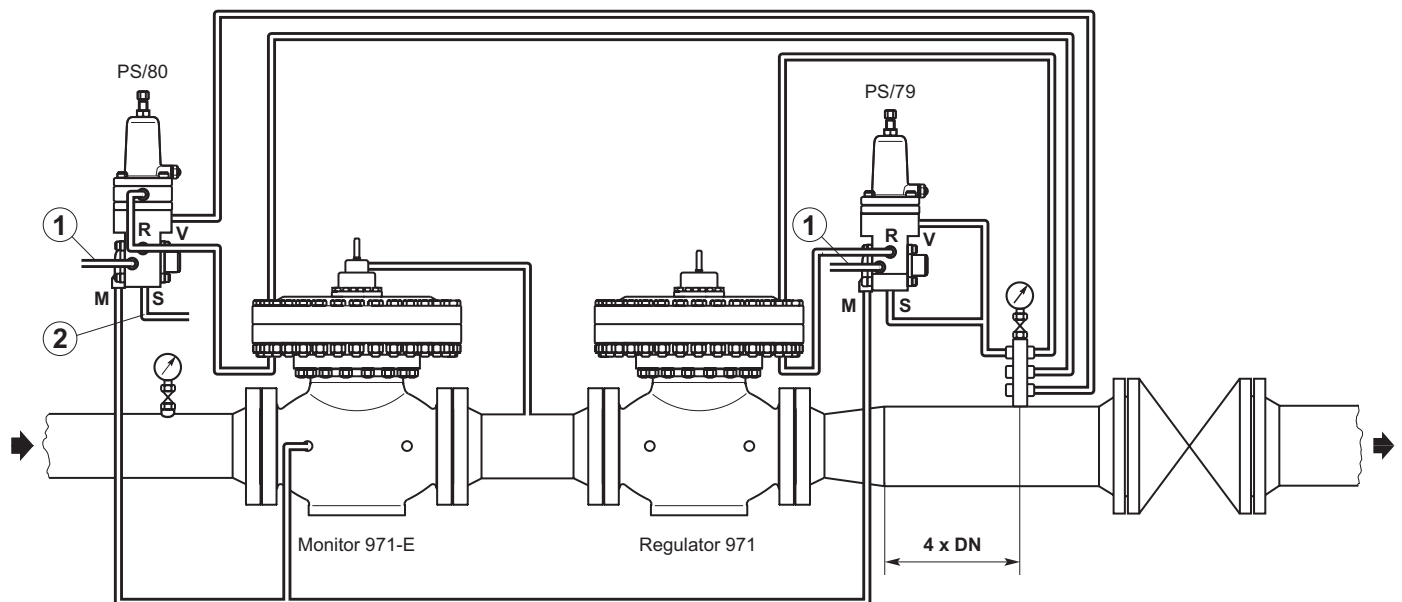 PS/80
PS/79
1
R
V
M
S
2
1
R
V
M
S
Monitor 971-E
Regulator 971
4 x DN